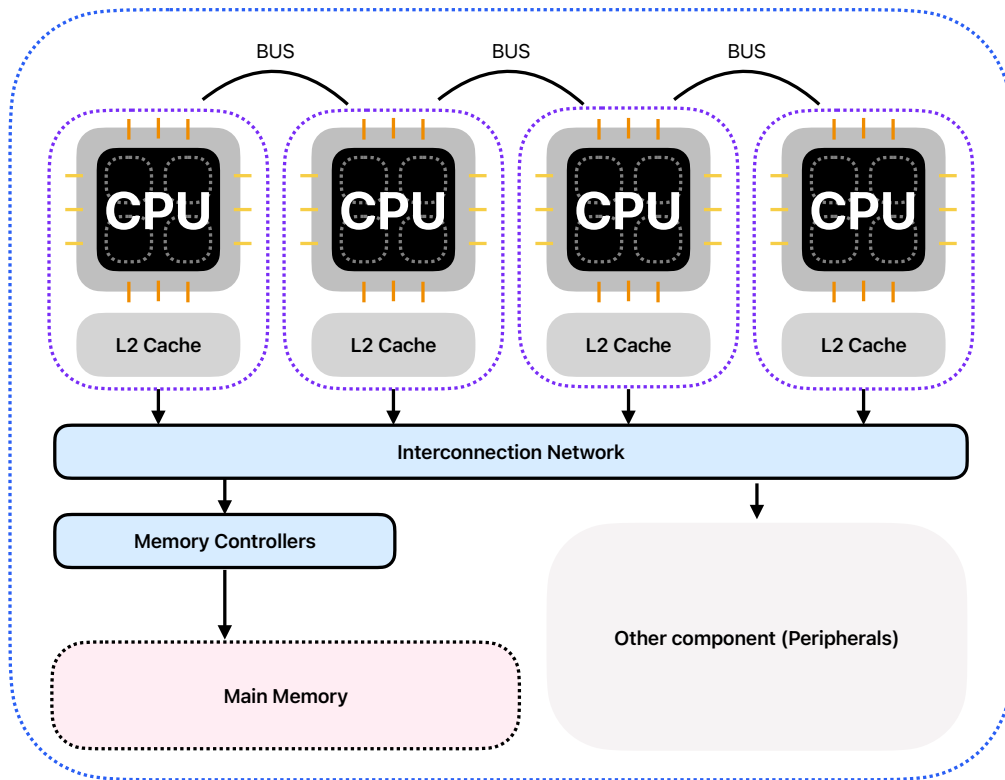 BUS
BUS
BUS
CPU
CPU
CPU
CPU
L2 Cache
L2 Cache
L2 Cache
L2 Cache
Interconnection Network
Memory Controllers
Other component (Peripherals)
Main Memory